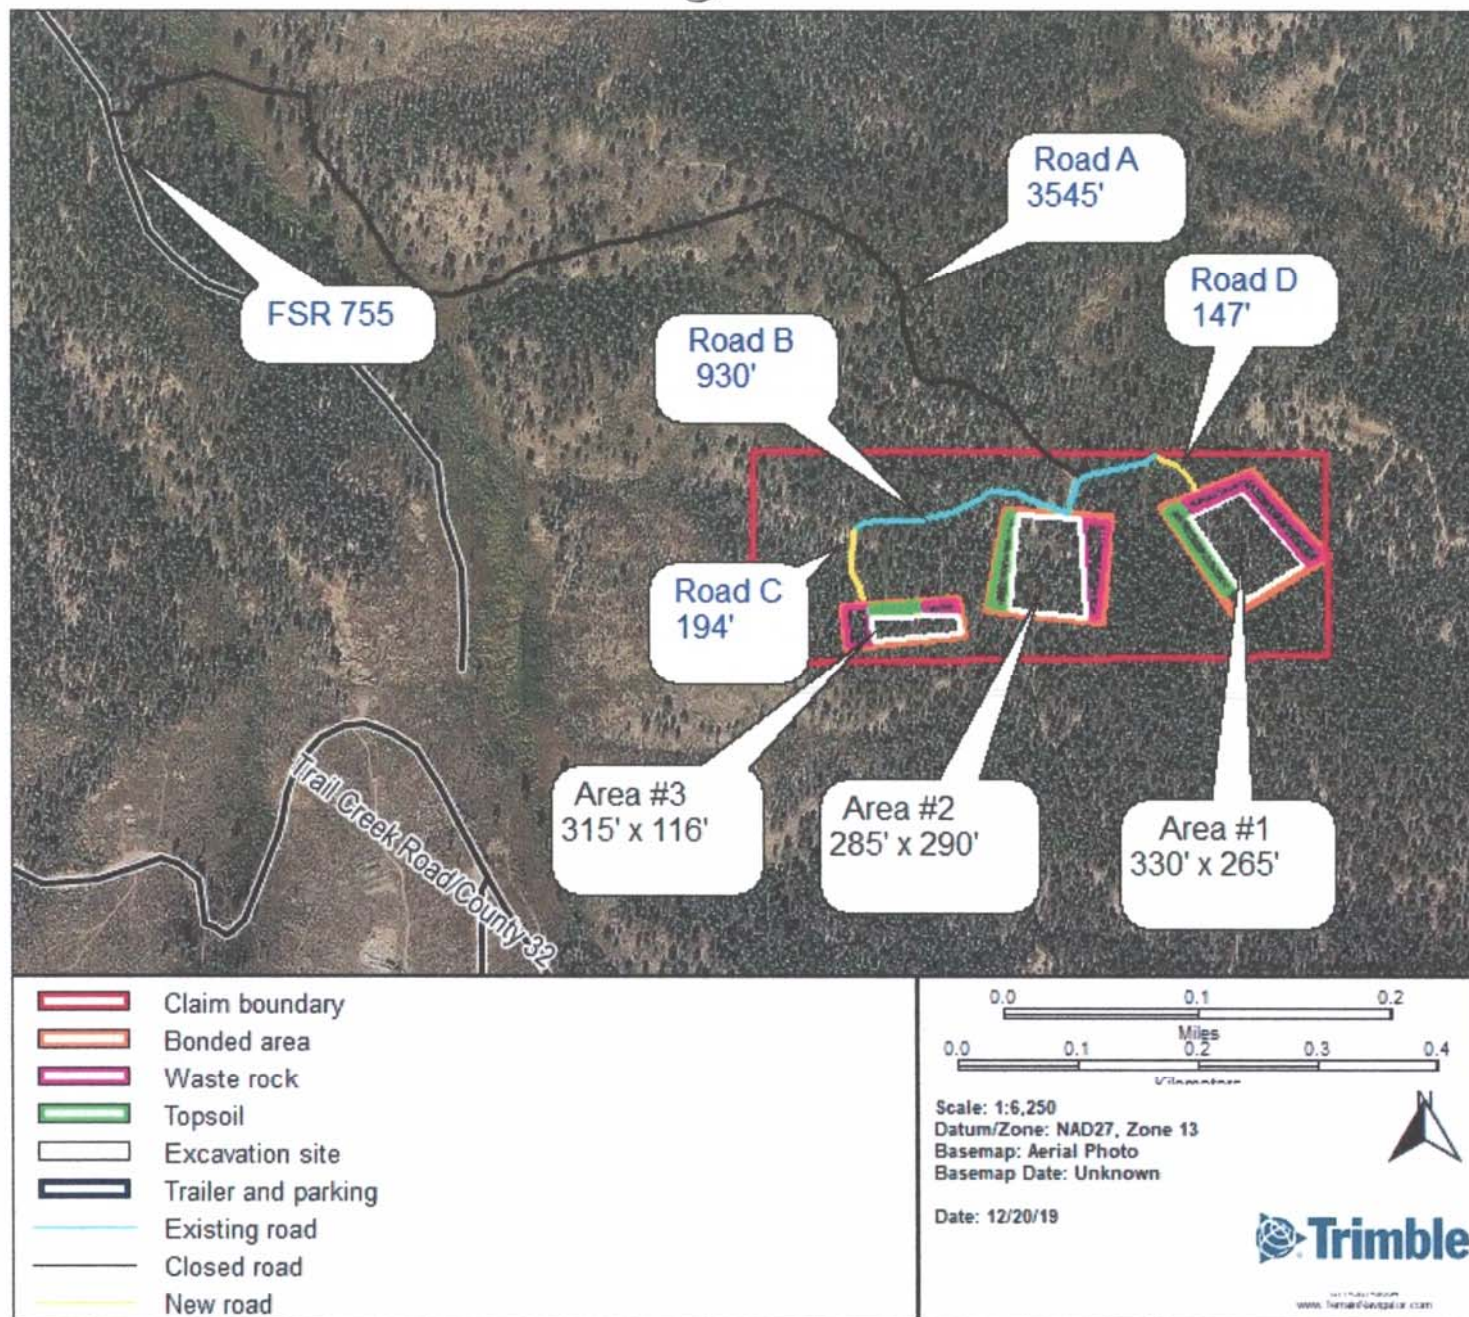 Road A
3545'
Road D
147'
FSR 755
Road B
930'
Road C
194'
Area #3
315' x 116'
Area #2
285' x 290'
Area #1
330' x 265'
Trail Creek Road/County 32
Claim boundary
Bonded area
Waste rock
Topsoil
Excavation site
Trailer and parking
Existing road
Closed road
New road
0.0 0.1 0.2
Miles
0.0 0.1 0.2 0.3 0.4
Kilometers
N
Scale: 1:6,250
Datum/Zone: NAD27, Zone 13
Basemap: Aerial Photo
Basemap Date: Unknown
Date: 12/20/19
Trimble
www.TerrainNavigator.com